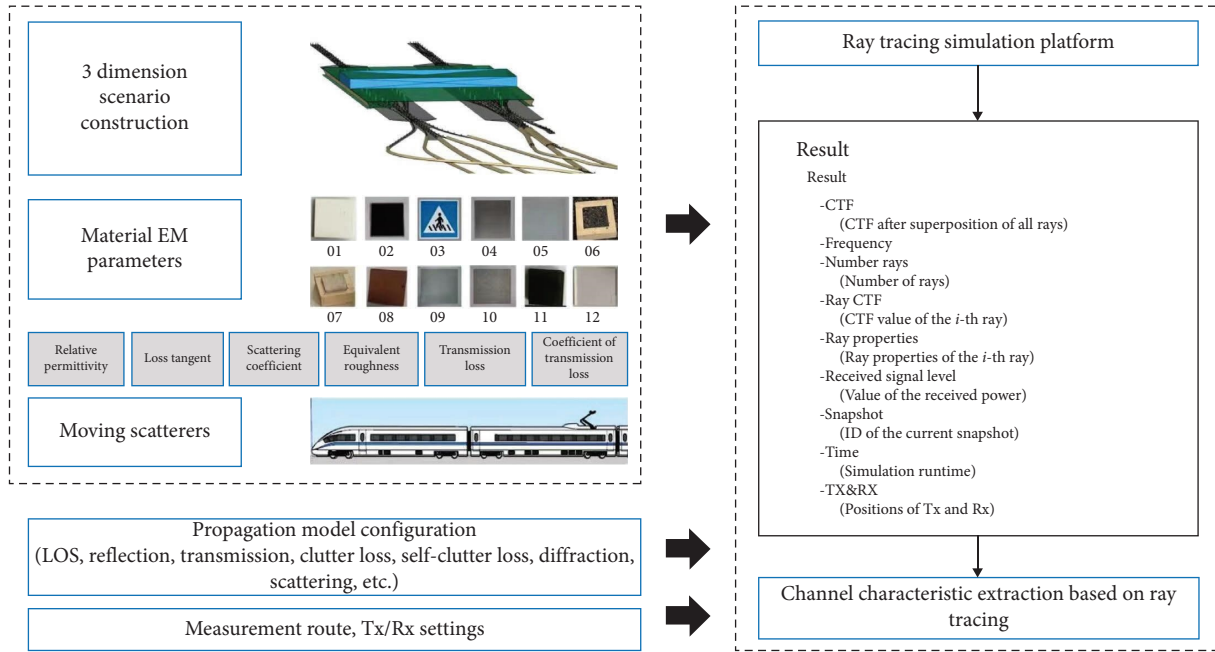 3 dimension
scenario
construction
Material EM
parameters
01 02 03 04 05 06
07 08 09 10 11 12
Relative
permittivity
Loss tangent
Scattering
coefficient
Equivalent
roughness
Transmission
loss
Coefficient of
transmission
loss
Moving scatterers
Propagation model configuration
(LOS, reflection, transmission, clutter loss, self-clutter loss, diffraction,
scattering, etc.)
Measurement route, Tx/Rx settings
Ray tracing simulation platform
Result
Result
-CTF
(CTF after superposition of all rays)
-Frequency
-Number rays
(Number of rays)
-Ray CTF
(CTF value of the i-th ray)
-Ray properties
(Ray properties of the i-th ray)
-Received signal level
(Value of the received power)
-Snapshot
(ID of the current snapshot)
-Time
(Simulation runtime)
-TX&RX
(Positions of Tx and Rx)
Channel characteristic extraction based on ray
tracing